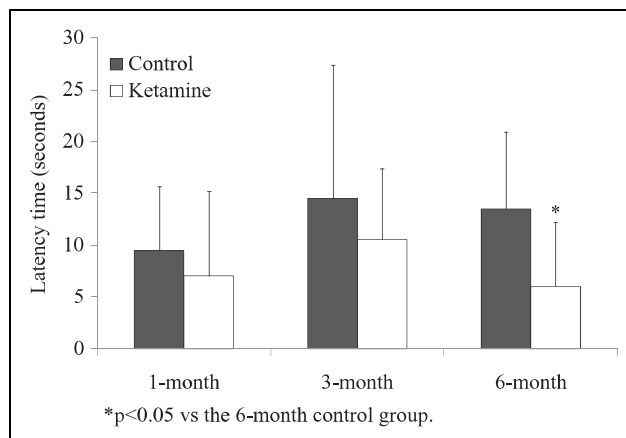 30
25
20
15
10
5
0
Latency time (seconds)
Control
Ketamine
*
1-month 3-month 6-month
*p<0.05 vs the 6-month control group.